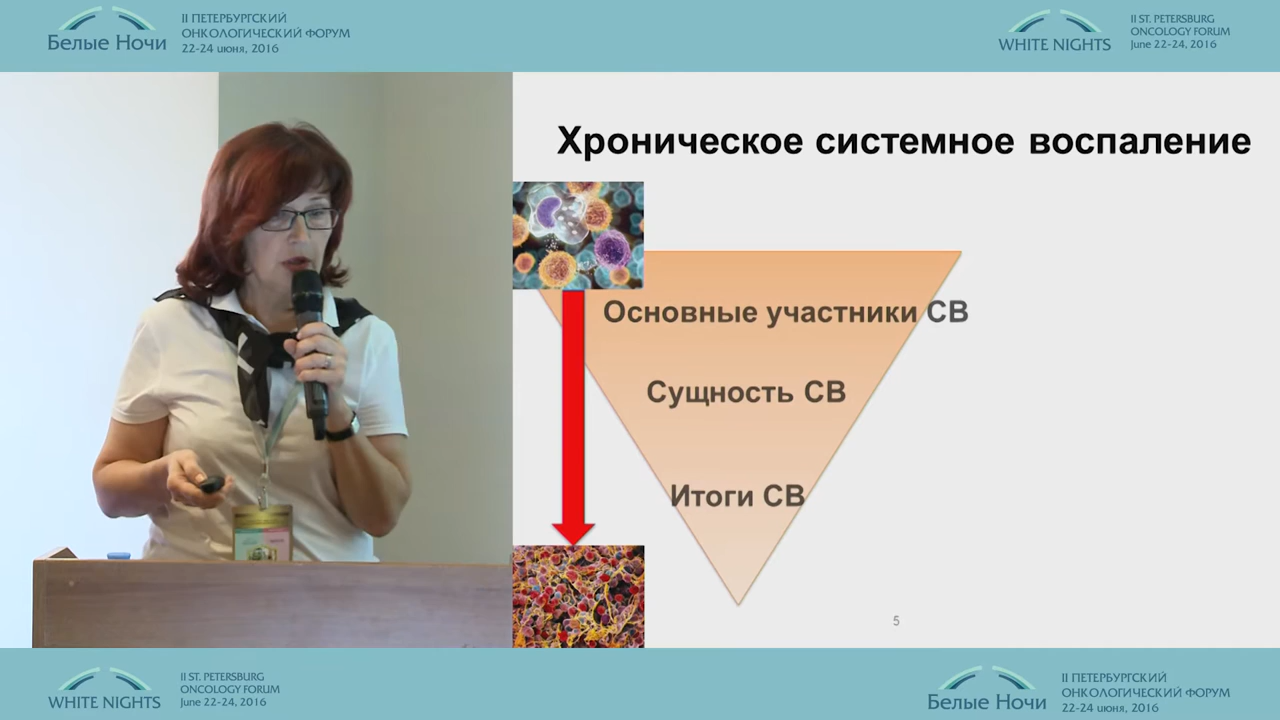 Белые Ночи
II ПЕТЕРБУРГСКИЙ
ОНКОЛОГИЧЕСКИЙ ФОРУМ
22-24 июня, 2016
WHITE NIGHTS
II ST. PETERSBURG
ONCOLOGY FORUM
June 22-24, 2016
Хроническое системное воспаление
Основные участники СВ
Сущность СВ
Итоги СВ
5
WHITE NIGHTS
II ST. PETERSBURG
ONCOLOGY FORUM
June 22-24, 2016
Белые Ночи
II ПЕТЕРБУРГСКИЙ
ОНКОЛОГИЧЕСКИЙ ФОРУМ
22-24 июня, 2016